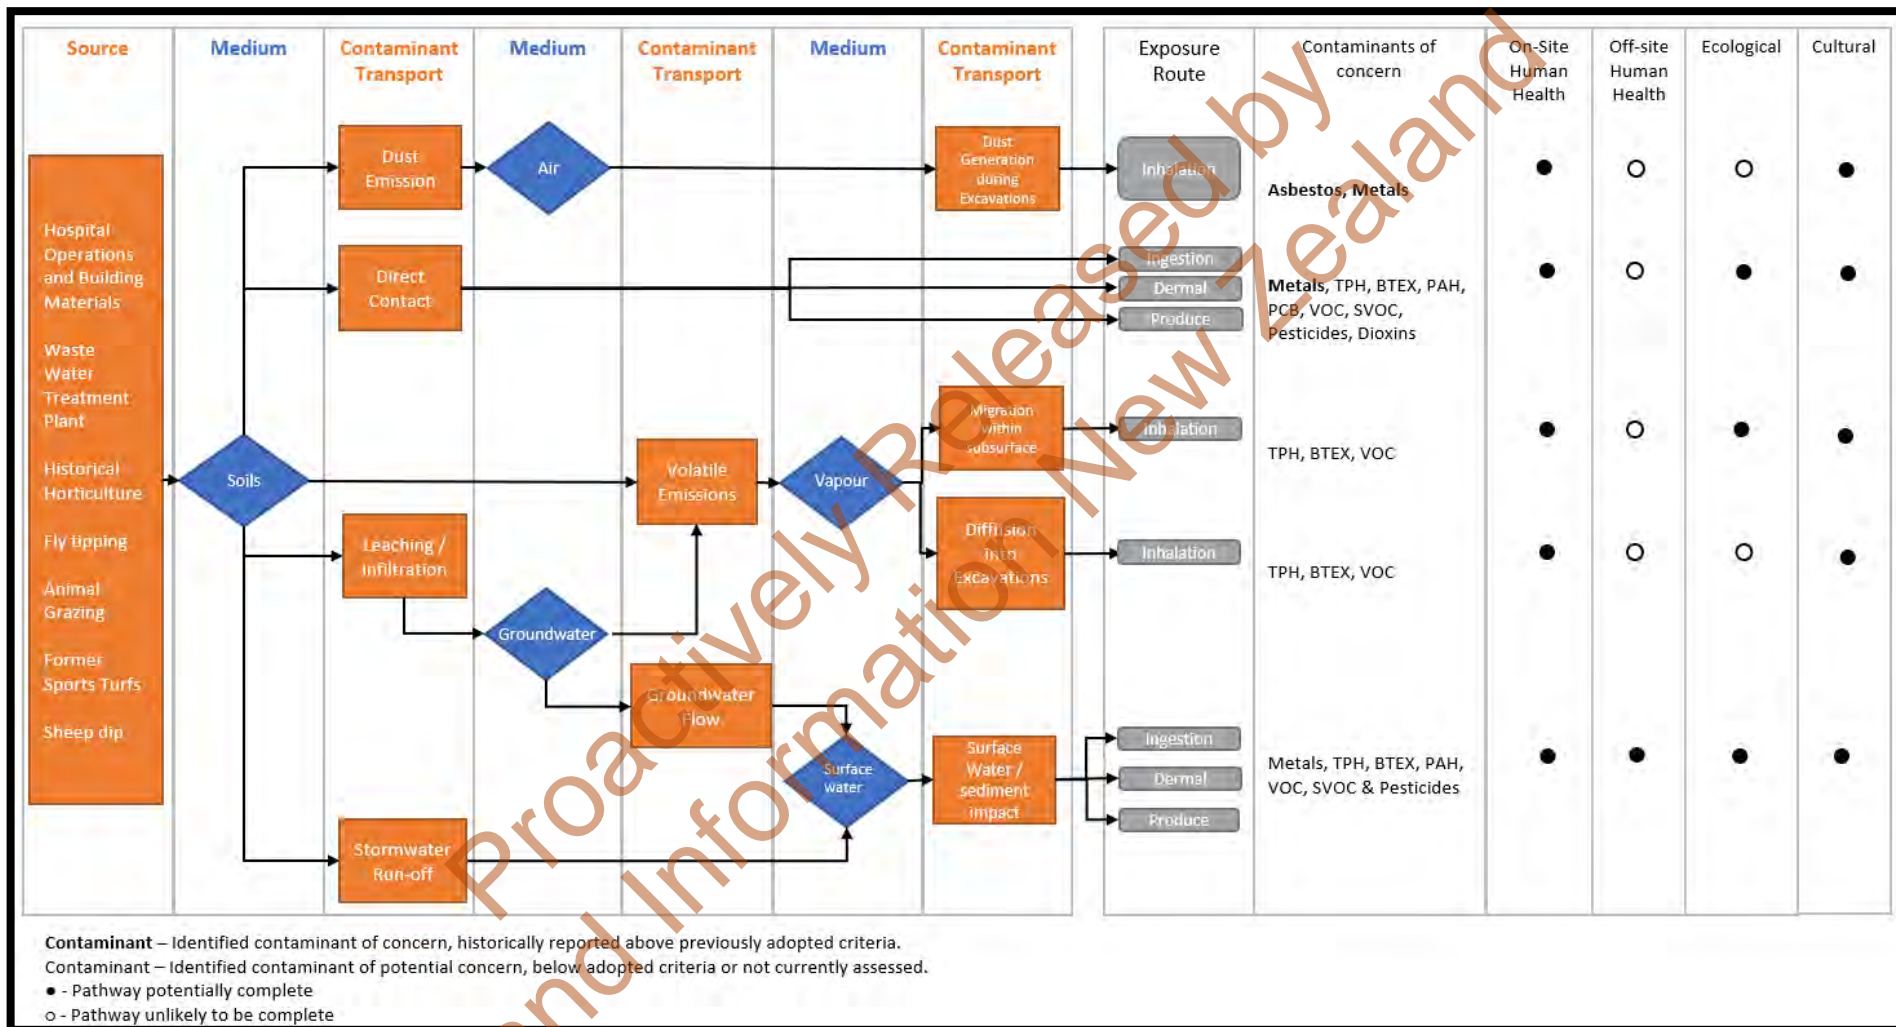 Source
Medium
Contaminant
Transport
Medium
Contaminant
Transport
Medium
Contaminant
Transport
Exposure
Route
Contaminants of
concern
On-Site
Human
Health
Off-site
Human
Health
Ecological
Cultural
Hospital
Operations
and Building
Materials
Waste
Water
Treatment
Plant
Historical
Horticulture
Fly tipping
Animal
Grazing
Former
Sports Turfs
Sheep dip
Soils
Dust
Emission
Air
Dust
Generation
during
Excavations
Inhalation
Asbestos, Metals
Direct
Contact
Ingestion
Dermal
Produce
Metals, TPH, BTEX, PAH,
PCB, VOC, SVOC,
Pesticides, Dioxins
Volatile
Emissions
Vapour
Migration
within
subsurface
Inhalation
TPH, BTEX, VOC
Diffusion
into
Excavations
Inhalation
TPH, BTEX, VOC
Leaching /
Infiltration
Groundwater
Groundwater
Flow
Surface
water
Surface
Water /
sediment
impact
Ingestion
Dermal
Produce
Metals, TPH, BTEX, PAH,
VOC, SVOC & Pesticides
Stormwater
Run-off
Contaminant – Identified contaminant of concern, historically reported above previously adopted criteria.
Contaminant – Identified contaminant of potential concern, below adopted criteria or not currently assessed.
● - Pathway potentially complete
o - Pathway unlikely to be complete
Proactively Released by
and Information New Zealand